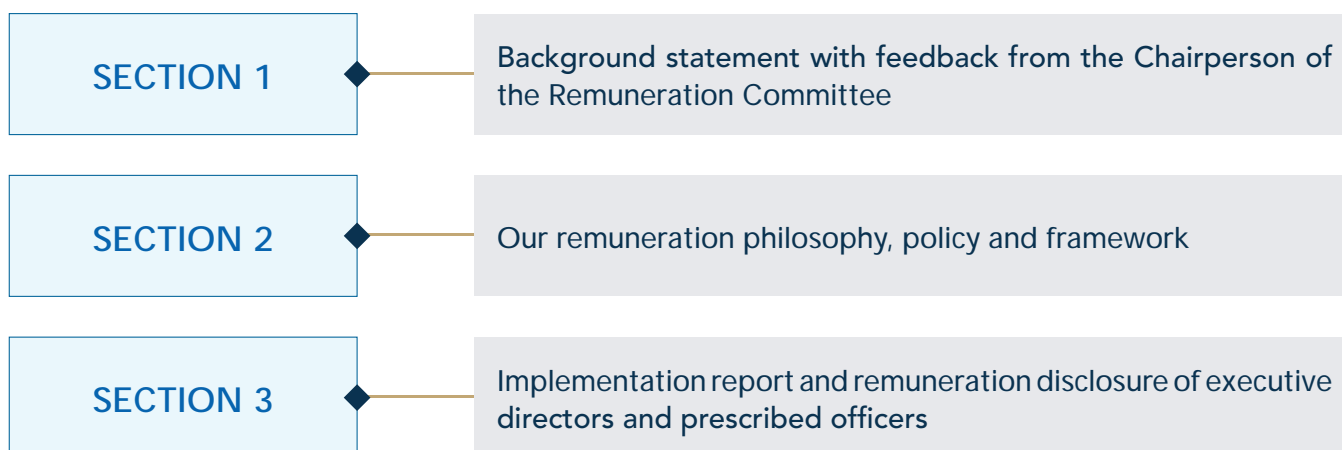 SECTION 1
Background statement with feedback from the Chairperson of
the Remuneration Committee
SECTION 2
Our remuneration philosophy, policy and framework
SECTION 3
Implementation report and remuneration disclosure of executive
directors and prescribed officers